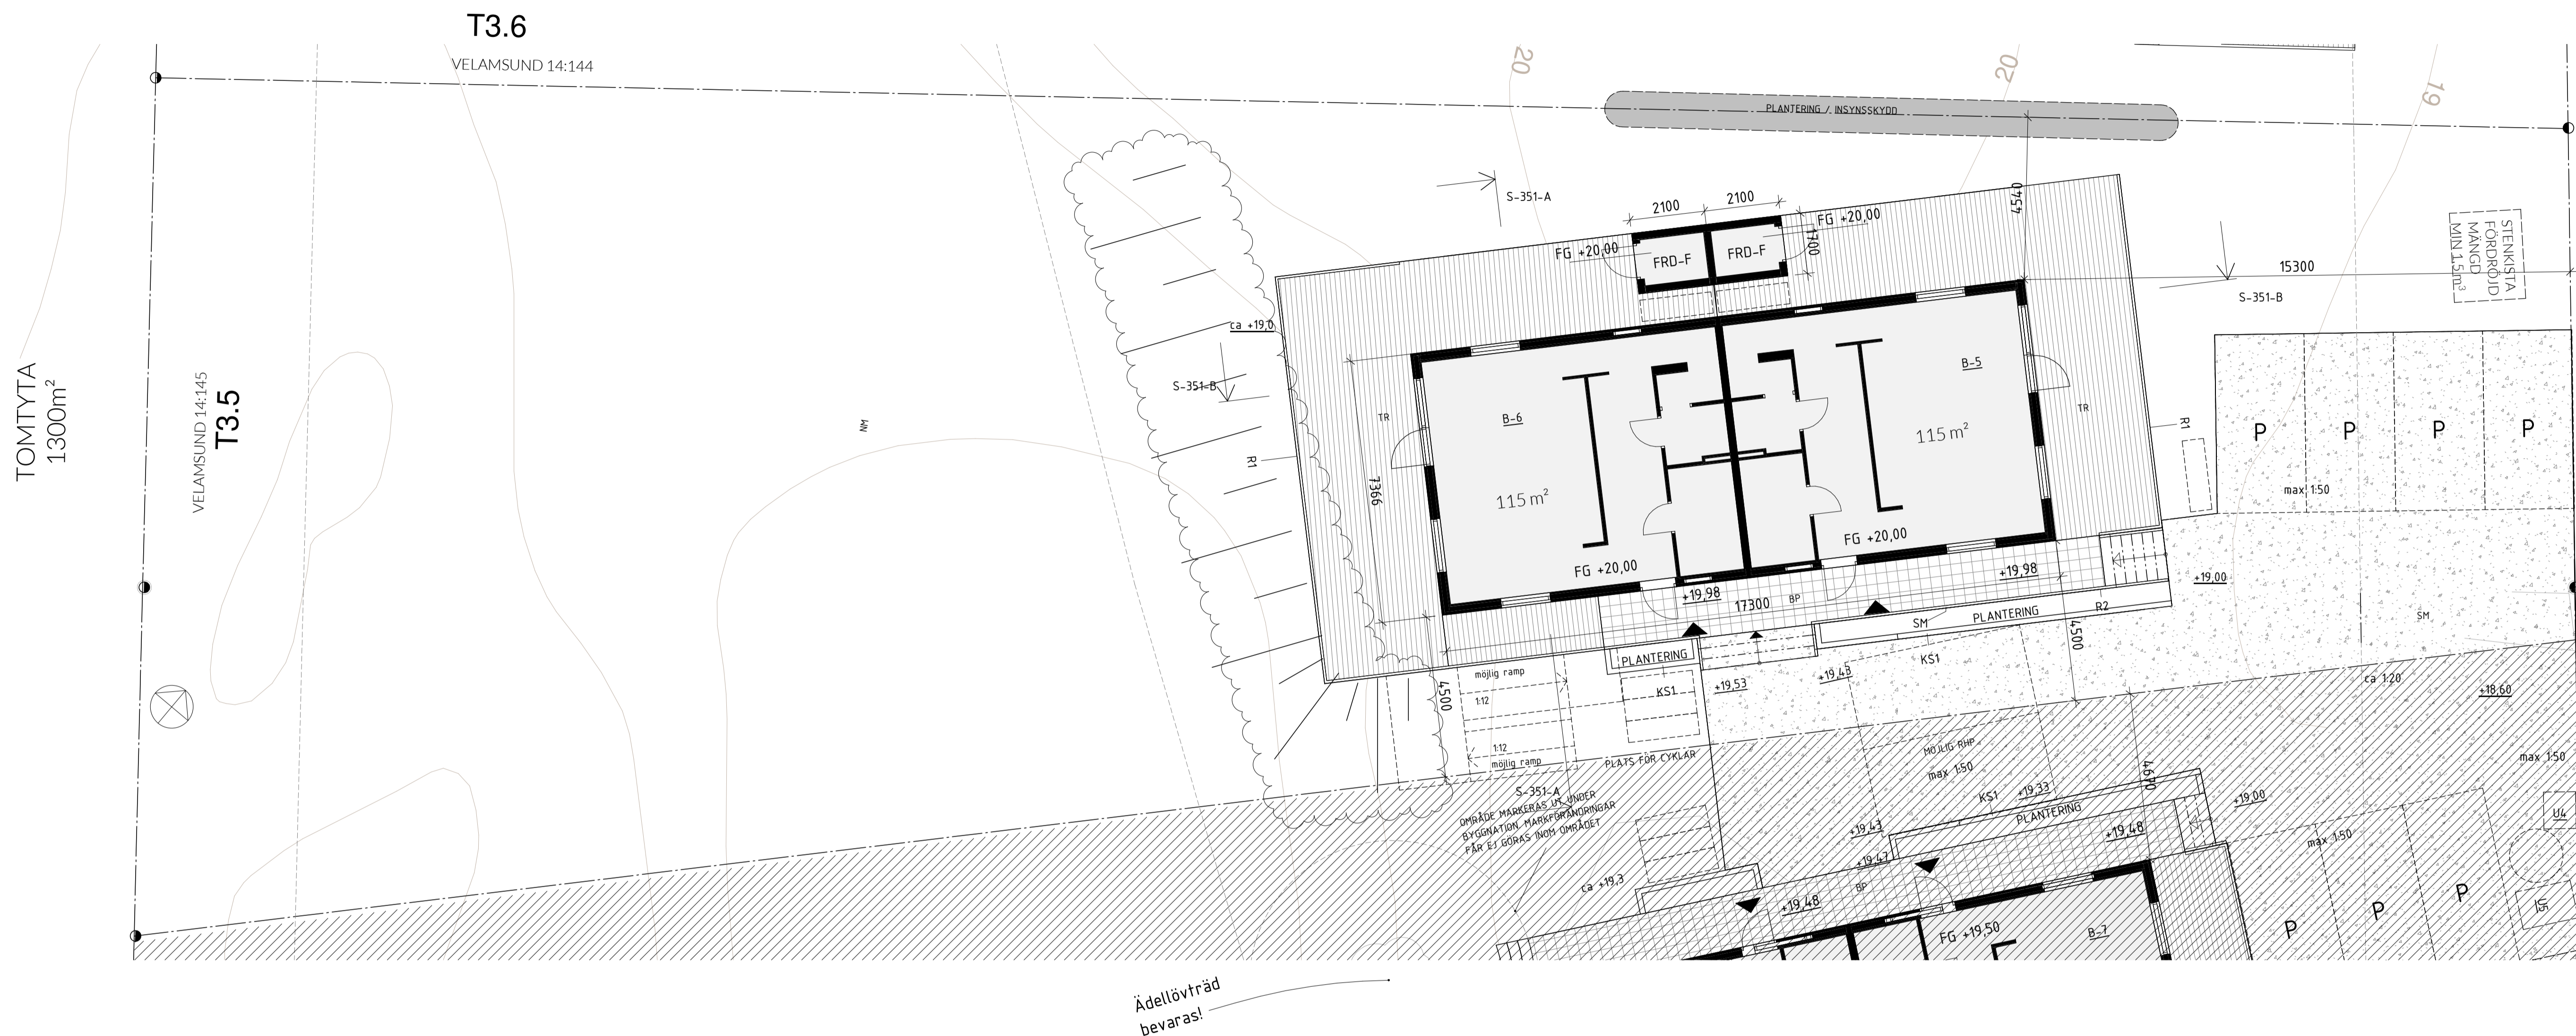 T3.6
VELAMSUND 14:144
20
20
19
PLANTERING / INSYNSSKYDD
TOMTYTA
1300m²
VELAMSUND 14:145
T3.5
S-351-A
2100
2100
FG +20,00
FG +20,00
1700
FRD-F
FRD-F
4540
15300
S-351-B
STENKISTA
FÖRDRÖJD
MÄNGD
MIN 1.5 m³
ca +19,0
S-351-B
R1
TR
7366
B-6
115 m²
FG +20,00
B-5
115 m²
FG +20,00
TR
R1
P
P
P
P
max 1:50
+19,98
17300
BP
+19,98
+19,00
SM
PLANTERING
R2
SM
PLANTERING
KS1
KS1
4500
4500
möjlig ramp
1:12
1:12
möjlig ramp
+19,53
+19,43
ca 1:20
+18,60
PLATS FÖR CYKLAR
MÖJLIG RHP
max 1:50
max 1:50
4670
S-351-A
OMRÅDE MARKERAS UT UNDER
BYGGNATION. MARKFÖRÄNDRINGAR
FÅR EJ GÖRAS INOM OMRÅDET
KS1
+19,33
PLANTERING
+19,00
+19,43
+19,47
+19,48
max 1:50
U4
ca +19,3
BP
+19,48
FG +19,50
B-7
P
P
P
U5
Ädellövträd
bevaras!